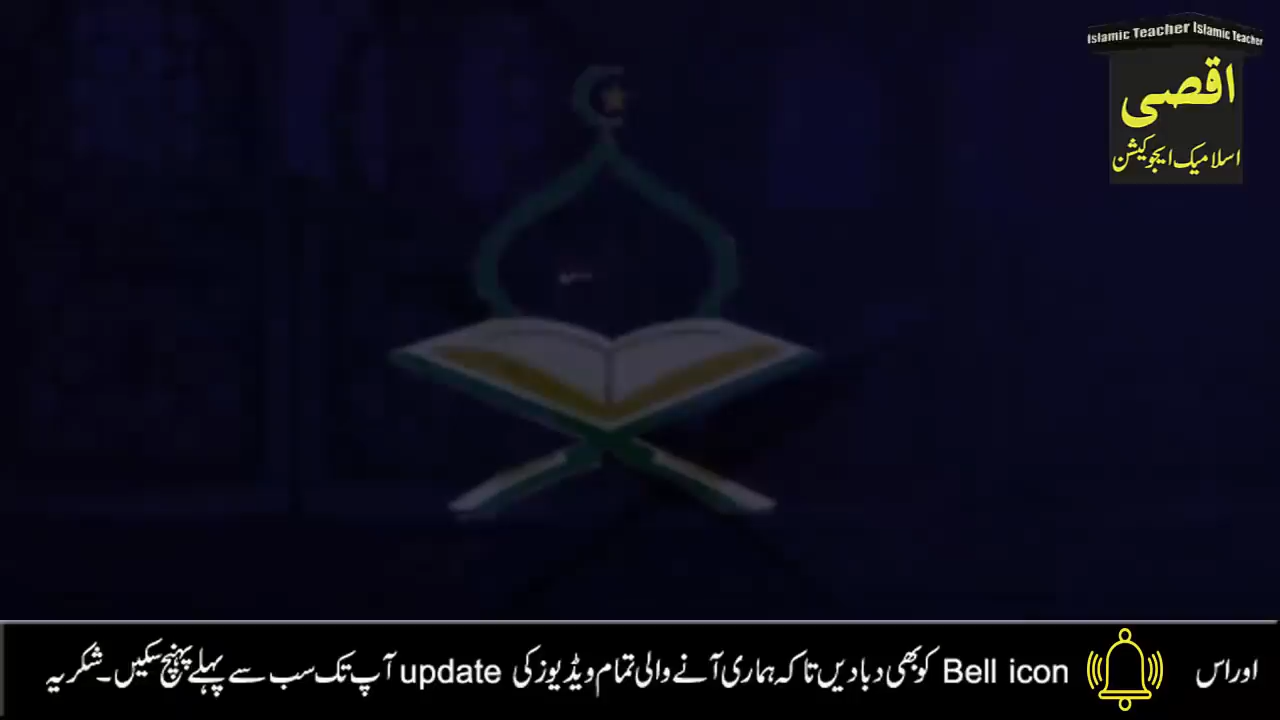 Islamic Teacher Islamic Teacher
اقصی
اسلامیک ایجوکیشن
اور اس Bell icon کو بھی دبا دیں تا کہ ہماری آنے والی تمام ویڈیوز کی update آپ تک سب سے پہلے پہنچ سکیں۔ شکریہ